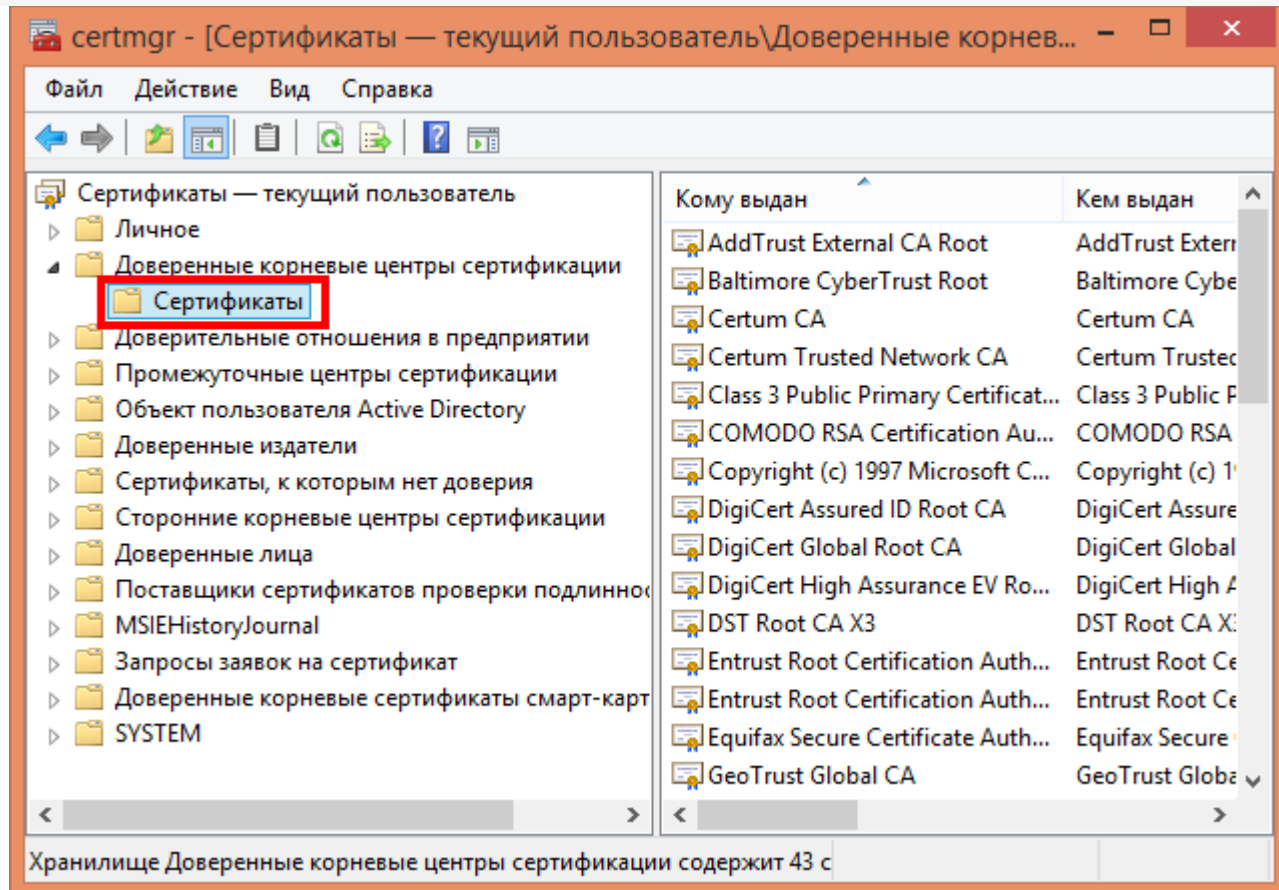 certmgr - [Сертификаты — текущий пользователь\Доверенные корнев...
Файл Действие Вид Справка
Сертификаты — текущий пользователь
Личное
Доверенные корневые центры сертификации
Сертификаты
Доверительные отношения в предприятии
Промежуточные центры сертификации
Объект пользователя Active Directory
Доверенные издатели
Сертификаты, к которым нет доверия
Сторонние корневые центры сертификации
Доверенные лица
Поставщики сертификатов проверки подлинно
MSIEHistoryJournal
Запросы заявок на сертификат
Доверенные корневые сертификаты смарт-карт
SYSTEM
Кому выдан Кем выдан
AddTrust External CA Root AddTrust Extern
Baltimore CyberTrust Root Baltimore Cybe
Certum CA Certum CA
Certum Trusted Network CA Certum Trusted
Class 3 Public Primary Certificat... Class 3 Public P
COMODO RSA Certification Au... COMODO RSA
Copyright (c) 1997 Microsoft C... Copyright (c) 1
DigiCert Assured ID Root CA DigiCert Assure
DigiCert Global Root CA DigiCert Global
DigiCert High Assurance EV Ro... DigiCert High A
DST Root CA X3 DST Root CA X
Entrust Root Certification Auth... Entrust Root Ce
Entrust Root Certification Auth... Entrust Root Ce
Equifax Secure Certificate Auth... Equifax Secure
GeoTrust Global CA GeoTrust Globa
Хранилище Доверенные корневые центры сертификации содержит 43 с